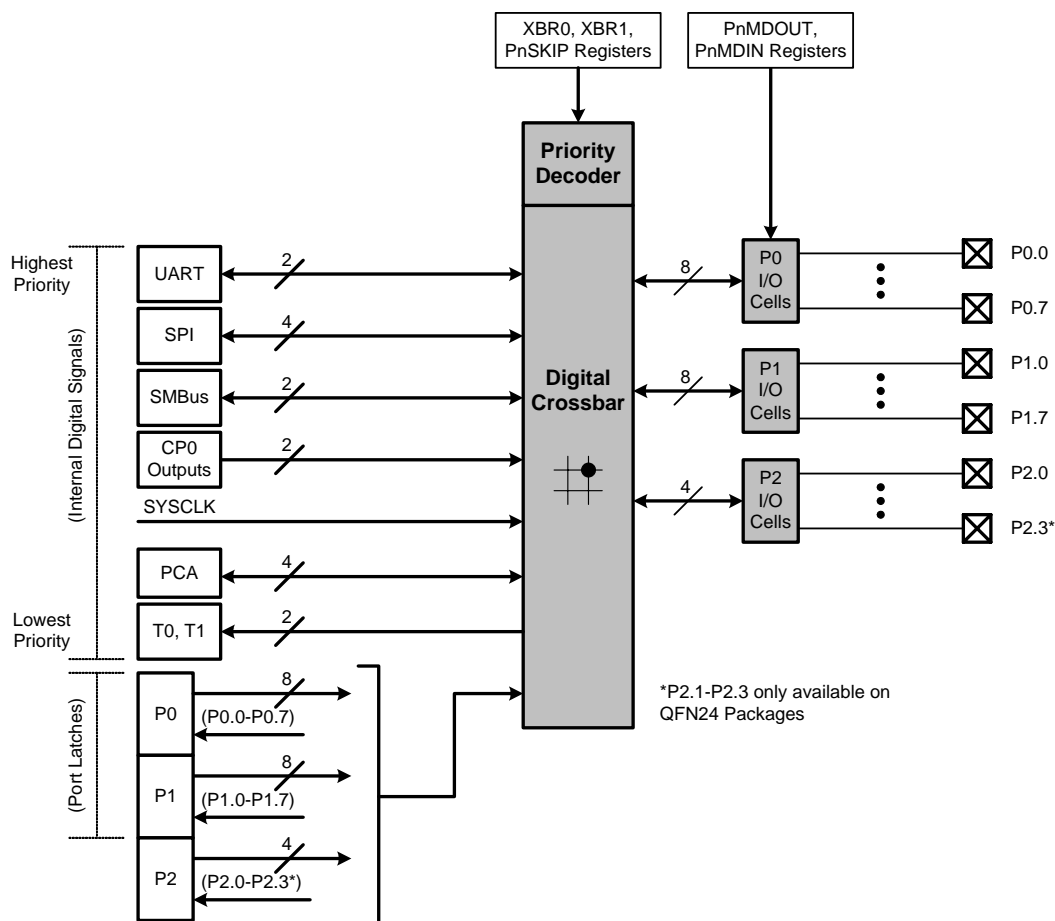 XBR0, XBR1,
PnSKIP Registers
PnMDOUT,
PnMDIN Registers
Priority
Decoder
Highest
Priority
(Internal Digital Signals)
Lowest
Priority
UART
2
SPI
4
SMBus
2
CP0
Outputs
2
SYSCLK
PCA
4
T0, T1
2
(Port Latches)
P0
8
(P0.0-P0.7)
P1
8
(P1.0-P1.7)
P2
4
(P2.0-P2.3*)
Digital
Crossbar
8
P0
I/O
Cells
P0.0
P0.7
8
P1
I/O
Cells
P1.0
P1.7
4
P2
I/O
Cells
P2.0
P2.3*
*P2.1-P2.3 only available on
QFN24 Packages